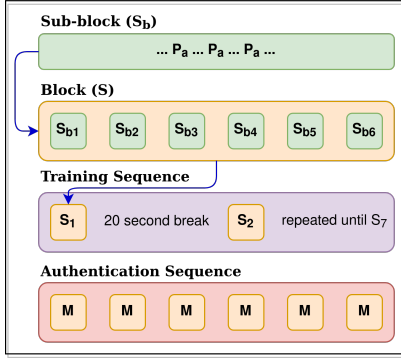 Sub-block (Sb)
... Pa ... Pa ... Pa ...
Block (S)
Sb1 Sb2 Sb3 Sb4 Sb5 Sb6
Training Sequence
S1 20 second break S2 repeated until S7
Authentication Sequence
M M M M M M